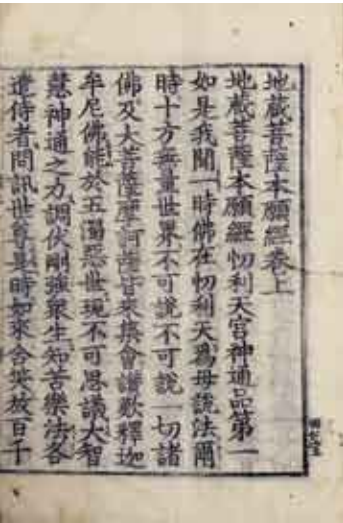 地蔵菩薩本願經卷上
地蔵菩薩本願經忉利天宮神通品第一
如是我聞一時佛在忉利天爲母說法爾
時十方無量世界不可說不可說一切諸
佛及大菩薩摩訶薩皆來集會讃歎釋迦
牟尼佛能於五濁惡世現不可思議大智
慧神通之力調伏剛強衆生知苦樂法各
遣侍者問訊世尊是時如來含笑放百千